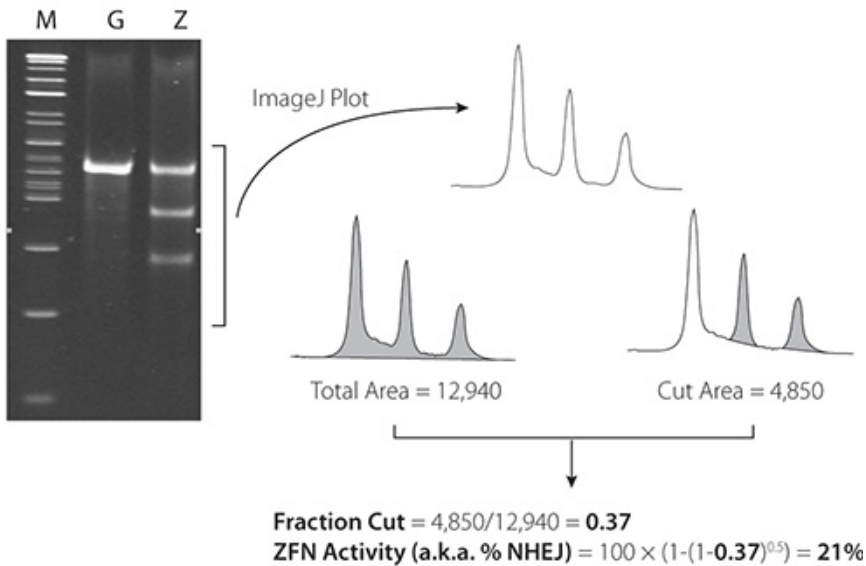 M G Z
ImageJ Plot
Total Area = 12,940
Cut Area = 4,850
Fraction Cut = 4,850/12,940 = 0.37
ZFN Activity (a.k.a. % NHEJ) = 100 × (1-(1-0.37)^0.5) = 21%